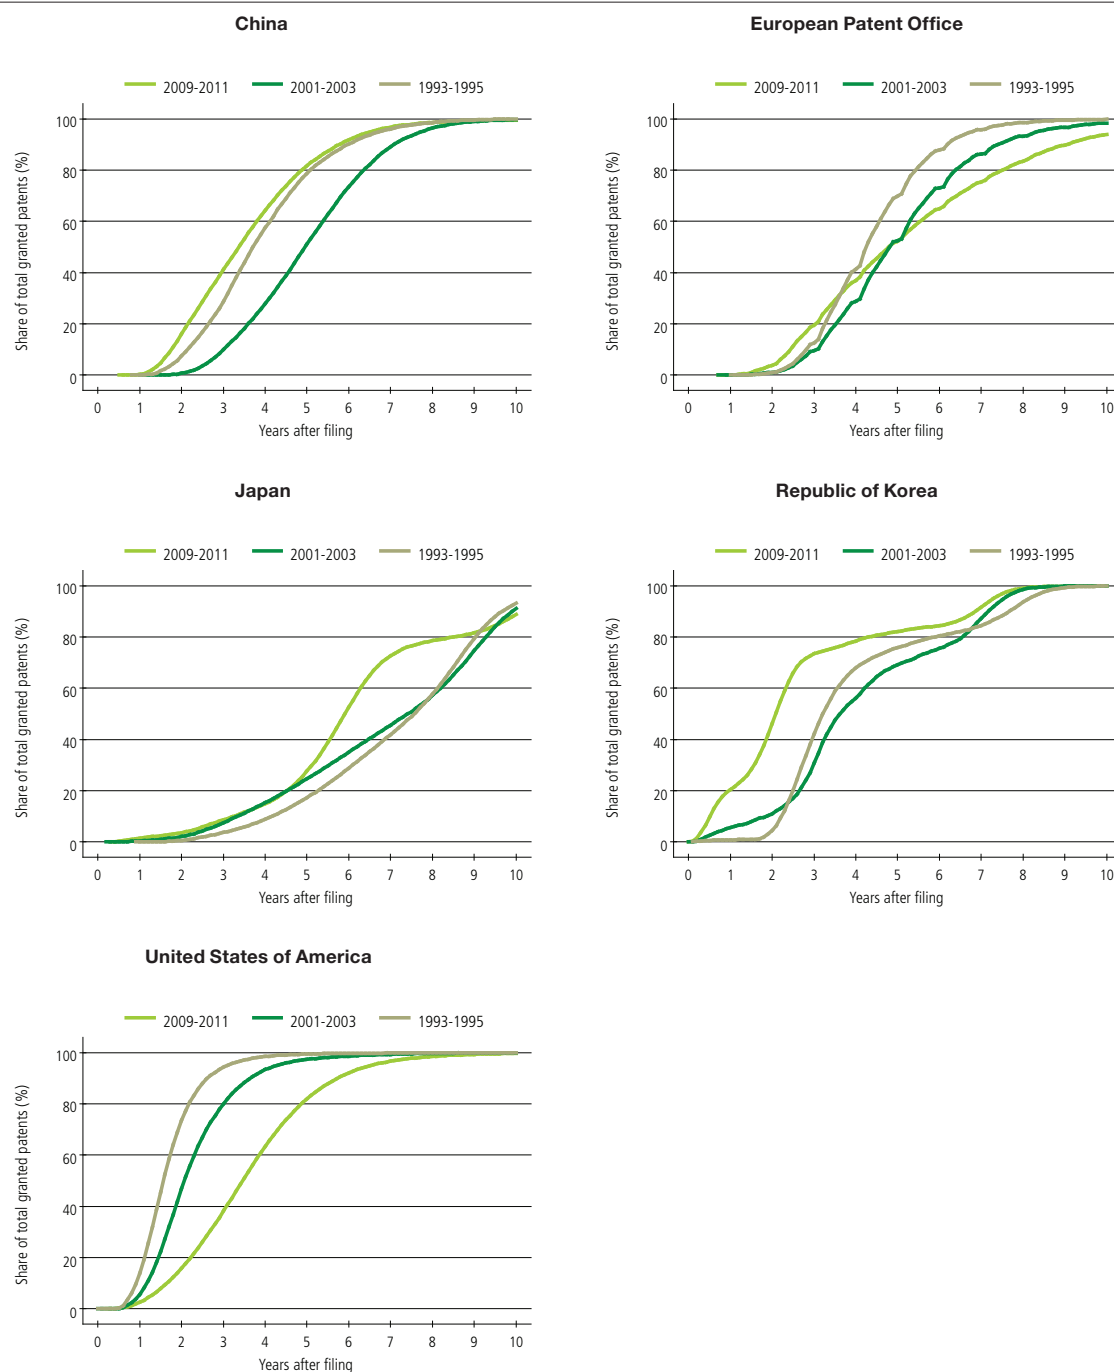 China
2009-2011 2001-2003 1993-1995
Share of total granted patents (%)
100
80
60
40
20
0
0 1 2 3 4 5 6 7 8 9 10
Years after filing
European Patent Office
2009-2011 2001-2003 1993-1995
Share of total granted patents (%)
100
80
60
40
20
0
0 1 2 3 4 5 6 7 8 9 10
Years after filing
Japan
2009-2011 2001-2003 1993-1995
Share of total granted patents (%)
100
80
60
40
20
0
0 1 2 3 4 5 6 7 8 9 10
Years after filing
Republic of Korea
2009-2011 2001-2003 1993-1995
Share of total granted patents (%)
100
80
60
40
20
0
0 1 2 3 4 5 6 7 8 9 10
Years after filing
United States of America
2009-2011 2001-2003 1993-1995
Share of total granted patents (%)
100
80
60
40
20
0
0 1 2 3 4 5 6 7 8 9 10
Years after filing